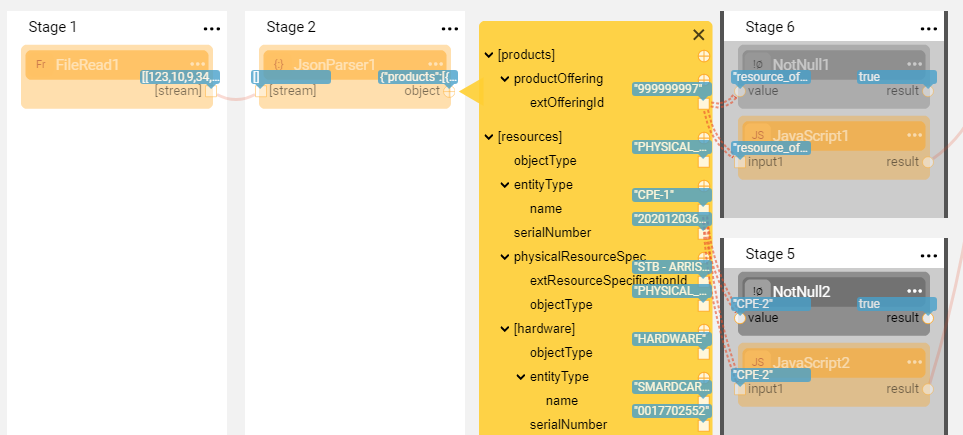 Stage 1
...
Fr FileRead1 ...
[[123,10,9,34,...
[stream]
Stage 2
...
{;} JsonParser1 ...
[[
{"products":[{...
[stream]
object
[products]
productOffering
"999999997"
extOfferingId
[resources]
"PHYSICAL_...
objectType
entityType
"CPE-1"
name
"202012036...
serialNumber
physicalResourceSpec
"STB - ARRIS...
extResourceSpecificationId
"PHYSICAL_...
objectType
[hardware]
"HARDWARE"
objectType
entityType
"SMARDCAR...
name
"0017702552"
serialNumber
Stage 6
...
!ø NotNull1 ...
"resource_of...
true
value
result
JS JavaScript1 ...
"resource_of...
input1
result
Stage 5
...
!ø NotNull2 ...
"CPE-2"
true
value
result
JS JavaScript2 ...
"CPE-2"
input1
result